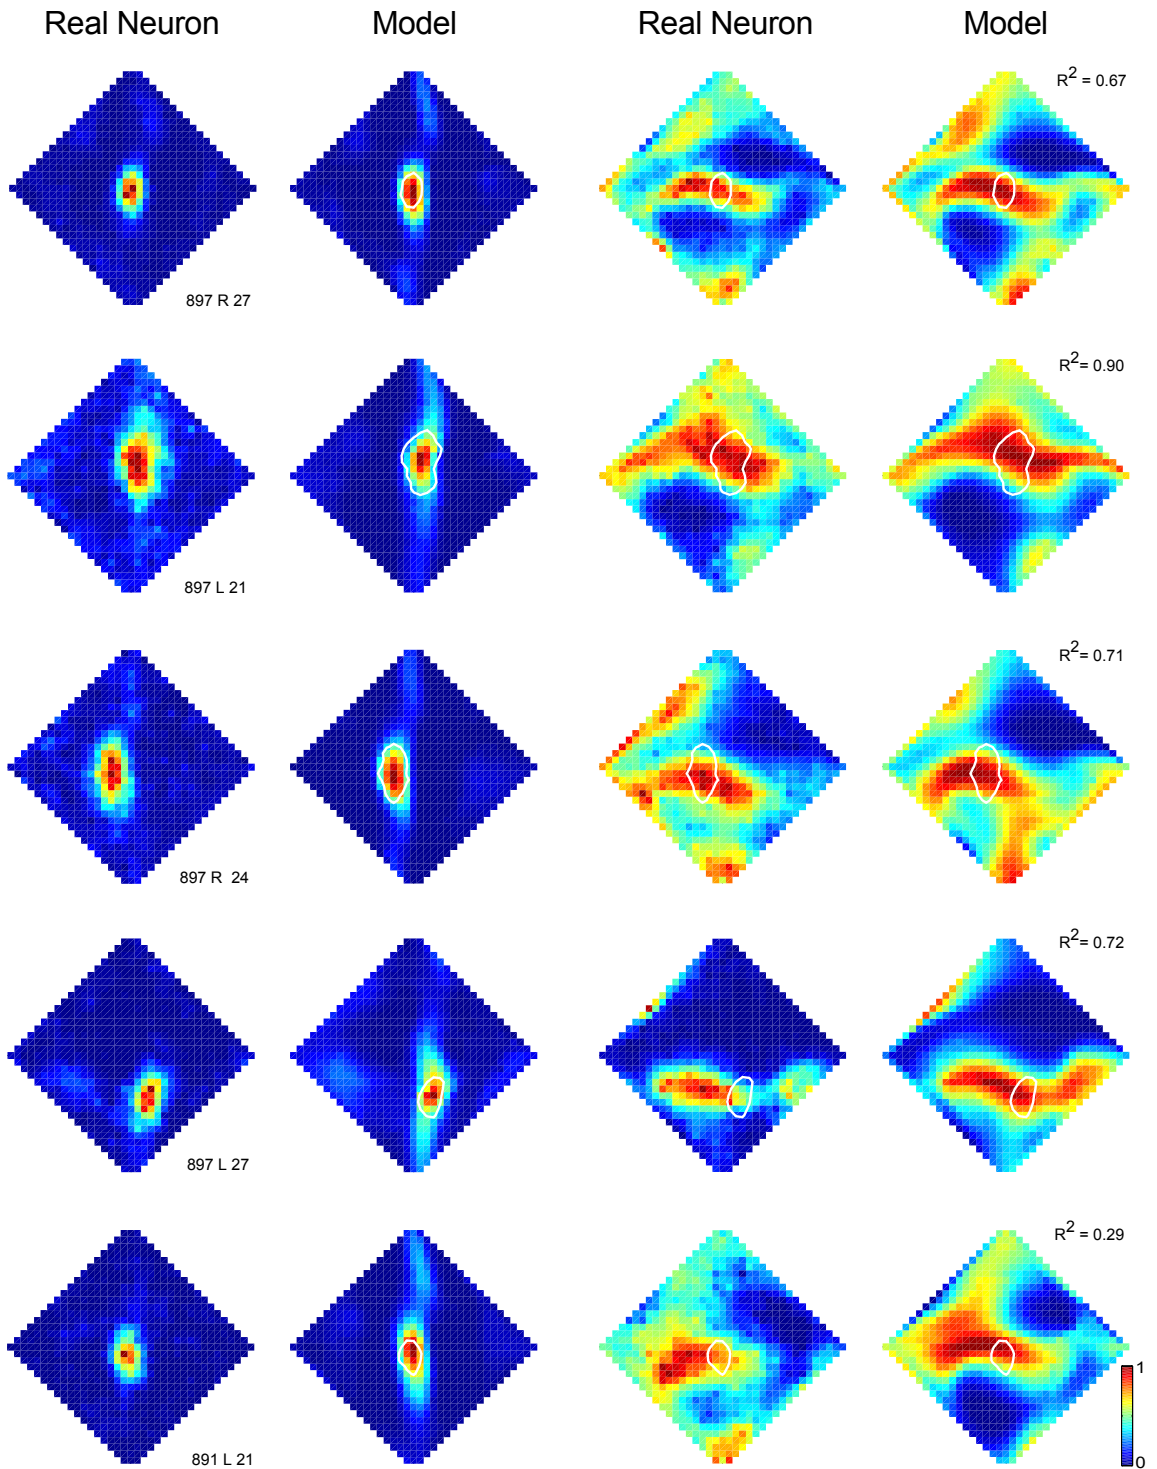 Real Neuron Model Real Neuron Model
R2 = 0.67
897 R 27
R2 = 0.90
897 L 21
R2 = 0.71
897 R 24
R2 = 0.72
897 L 27
R2 = 0.29
1
0
891 L 21